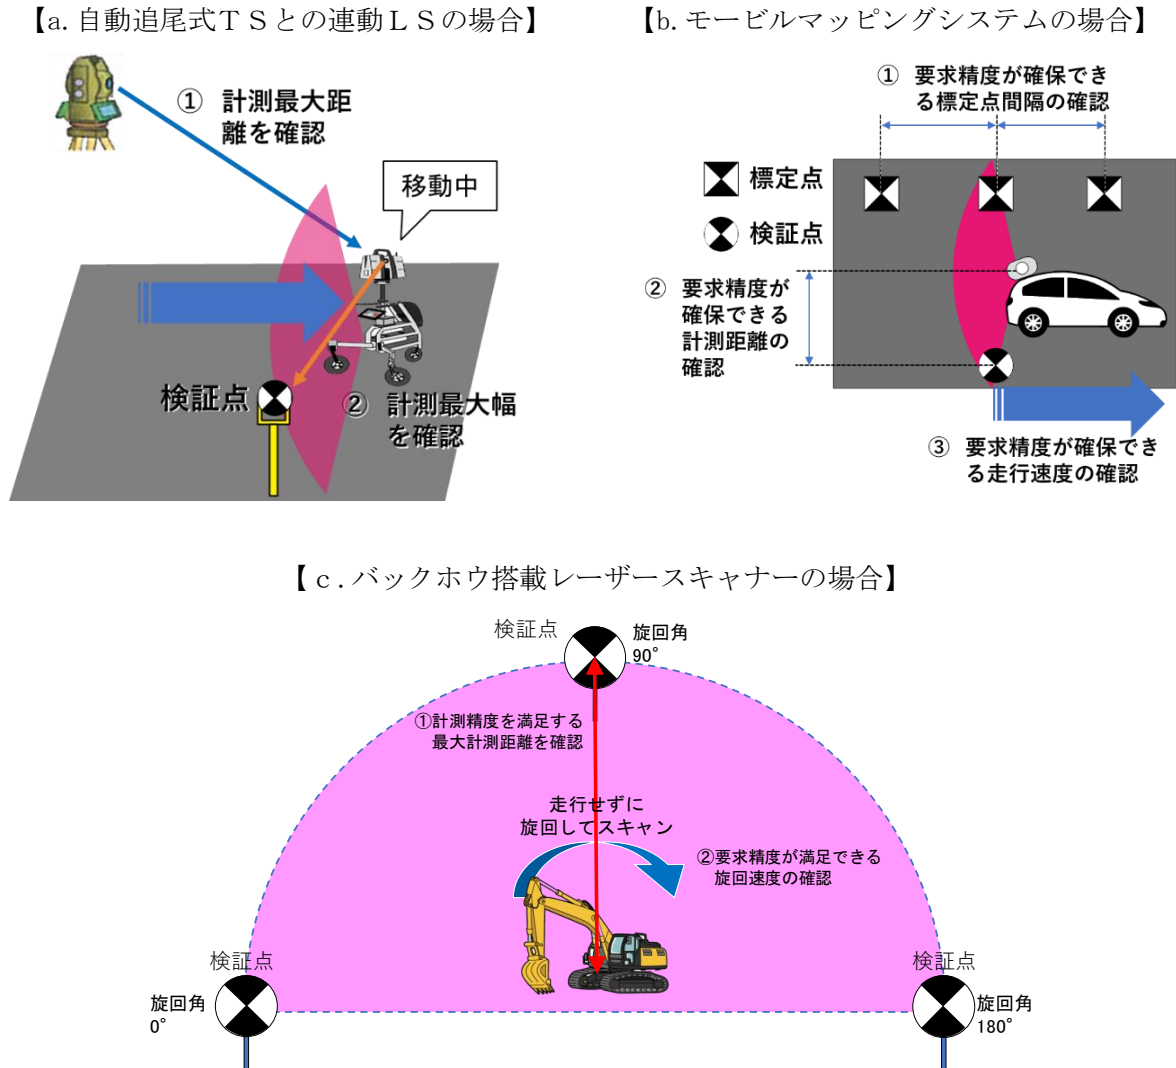 【a. 自動追尾式ＴＳとの連動ＬＳの場合】
① 計測最大距
離を確認
移動中
検証点
② 計測最大幅
を確認
【b. モービルマッピングシステムの場合】
① 要求精度が確保でき
る標定点間隔の確認
標定点
検証点
② 要求精度が
確保できる
計測距離の
確認
③ 要求精度が確保でき
る走行速度の確認
【ｃ. バックホウ搭載レーザースキャナーの場合】
検証点
旋回角
90°
①計測精度を満足する
最大計測距離を確認
走行せずに
旋回してスキャン
②要求精度が満足できる
旋回速度の確認
検証点
旋回角
0°
検証点
旋回角
180°